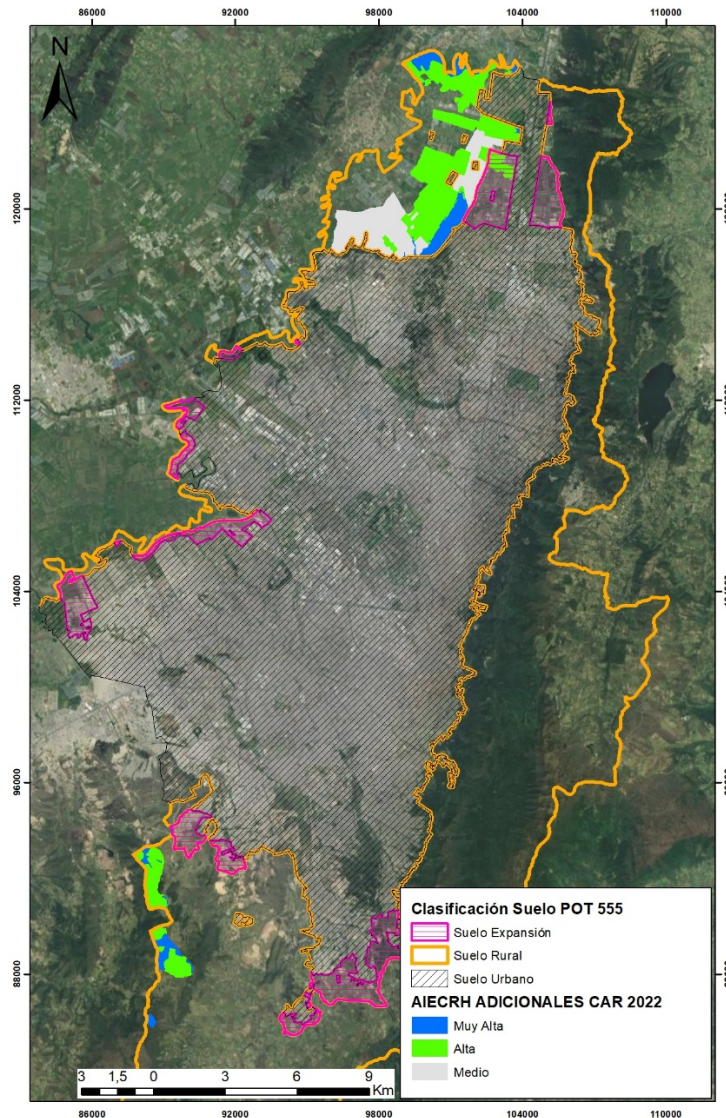 86000 92000 98000 104000 110000
N
120000
112000
104000
96000
88000
Clasificación Suelo POT 555
Suelo Expansión
Suelo Rural
Suelo Urbano
AIECRH ADICIONALES CAR 2022
Muy Alta
Alta
Medio
3 1,5 0 3 6 9
Km
86000 92000 98000 104000 110000